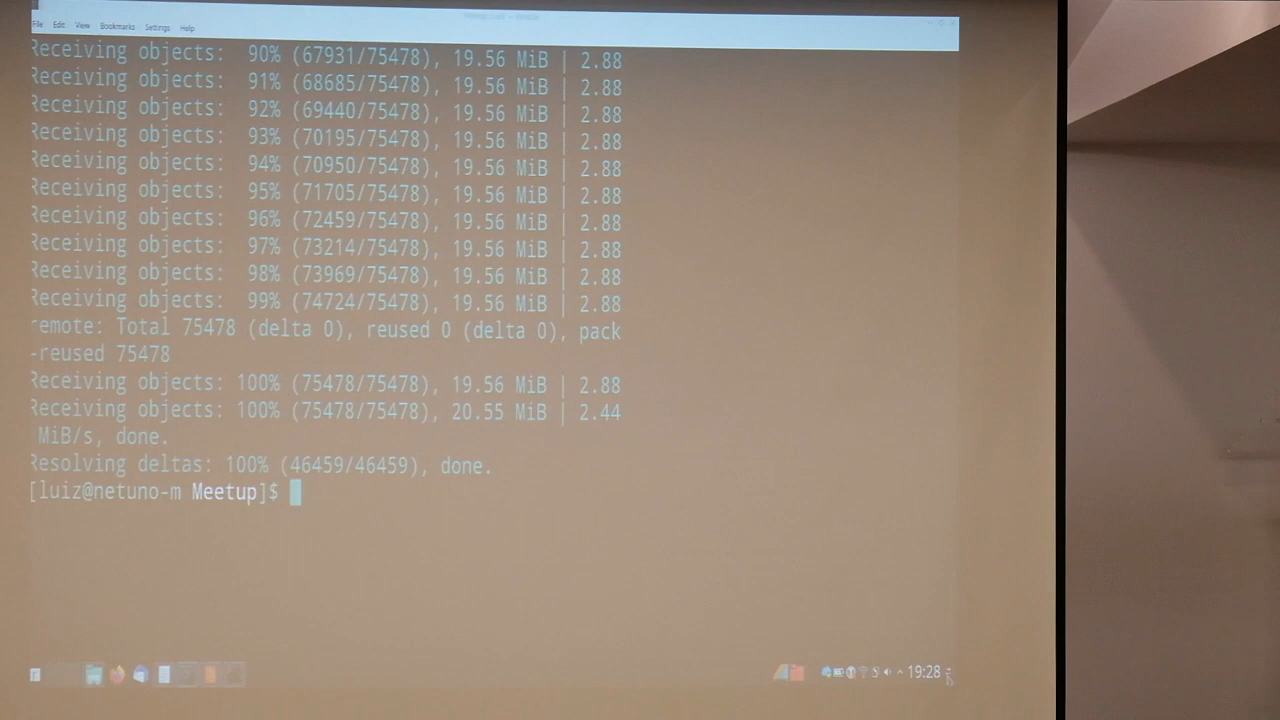 File Edit View Bookmarks Settings Help
Receiving objects:  90% (67931/75478), 19.56 MiB | 2.88
Receiving objects:  91% (68685/75478), 19.56 MiB | 2.88
Receiving objects:  92% (69440/75478), 19.56 MiB | 2.88
Receiving objects:  93% (70195/75478), 19.56 MiB | 2.88
Receiving objects:  94% (70950/75478), 19.56 MiB | 2.88
Receiving objects:  95% (71705/75478), 19.56 MiB | 2.88
Receiving objects:  96% (72459/75478), 19.56 MiB | 2.88
Receiving objects:  97% (73214/75478), 19.56 MiB | 2.88
Receiving objects:  98% (73969/75478), 19.56 MiB | 2.88
Receiving objects:  99% (74724/75478), 19.56 MiB | 2.88
remote: Total 75478 (delta 0), reused 0 (delta 0), pack
-reused 75478
Receiving objects: 100% (75478/75478), 19.56 MiB | 2.88
Receiving objects: 100% (75478/75478), 20.55 MiB | 2.44
 MiB/s, done.
Resolving deltas: 100% (46459/46459), done.
[luiz@netuno-m Meetup]$
19:28